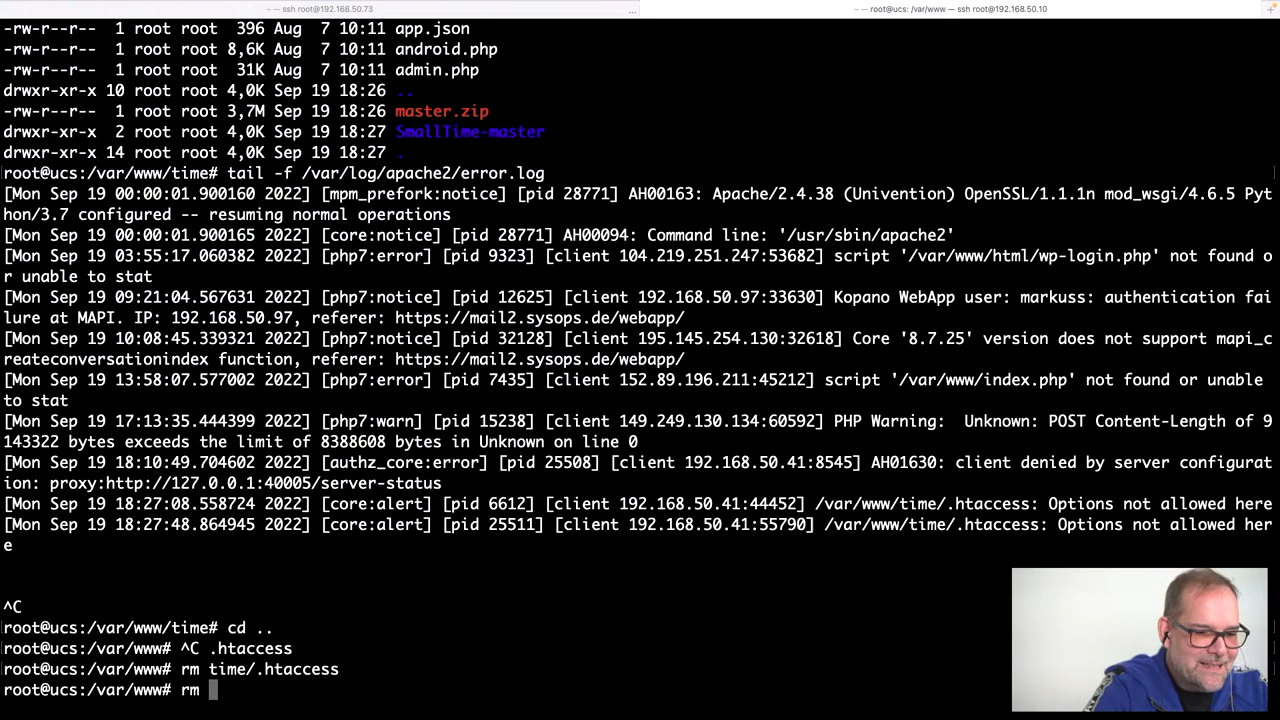 ~ — ssh root@192.168.50.73
...
~ — root@ucs: /var/www — ssh root@192.168.50.10
+
-rw-r--r--  1 root root  396 Aug  7 10:11 app.json
-rw-r--r--  1 root root 8,6K Aug  7 10:11 android.php
-rw-r--r--  1 root root  31K Aug  7 10:11 admin.php
drwxr-xr-x 10 root root 4,0K Sep 19 18:26 ..
-rw-r--r--  1 root root 3,7M Sep 19 18:26 master.zip
drwxr-xr-x  2 root root 4,0K Sep 19 18:27 SmallTime-master
drwxr-xr-x 14 root root 4,0K Sep 19 18:27 .
root@ucs:/var/www/time# tail -f /var/log/apache2/error.log
[Mon Sep 19 00:00:01.900160 2022] [mpm_prefork:notice] [pid 28771] AH00163: Apache/2.4.38 (Univention) OpenSSL/1.1.1n mod_wsgi/4.6.5 Pyt
hon/3.7 configured -- resuming normal operations
[Mon Sep 19 00:00:01.900165 2022] [core:notice] [pid 28771] AH00094: Command line: '/usr/sbin/apache2'
[Mon Sep 19 03:55:17.060382 2022] [php7:error] [pid 9323] [client 104.219.251.247:53682] script '/var/www/html/wp-login.php' not found o
r unable to stat
[Mon Sep 19 09:21:04.567631 2022] [php7:notice] [pid 12625] [client 192.168.50.97:33630] Kopano WebApp user: markuss: authentication fai
lure at MAPI. IP: 192.168.50.97, referer: https://mail2.sysops.de/webapp/
[Mon Sep 19 10:08:45.339321 2022] [php7:notice] [pid 32128] [client 195.145.254.130:32618] Core '8.7.25' version does not support mapi_c
reateconversationindex function, referer: https://mail2.sysops.de/webapp/
[Mon Sep 19 13:58:07.577002 2022] [php7:error] [pid 7435] [client 152.89.196.211:45212] script '/var/www/index.php' not found or unable
to stat
[Mon Sep 19 17:13:35.444399 2022] [php7:warn] [pid 15238] [client 149.249.130.134:60592] PHP Warning:  Unknown: POST Content-Length of 9
143322 bytes exceeds the limit of 8388608 bytes in Unknown on line 0
[Mon Sep 19 18:10:49.704602 2022] [authz_core:error] [pid 25508] [client 192.168.50.41:8545] AH01630: client denied by server configurat
ion: proxy:http://127.0.0.1:40005/server-status
[Mon Sep 19 18:27:08.558724 2022] [core:alert] [pid 6612] [client 192.168.50.41:44452] /var/www/time/.htaccess: Options not allowed here
[Mon Sep 19 18:27:48.864945 2022] [core:alert] [pid 25511] [client 192.168.50.41:55790] /var/www/time/.htaccess: Options not allowed her
e
^C
root@ucs:/var/www/time# cd ..
root@ucs:/var/www# ^C .htaccess
root@ucs:/var/www# rm time/.htaccess
root@ucs:/var/www# rm